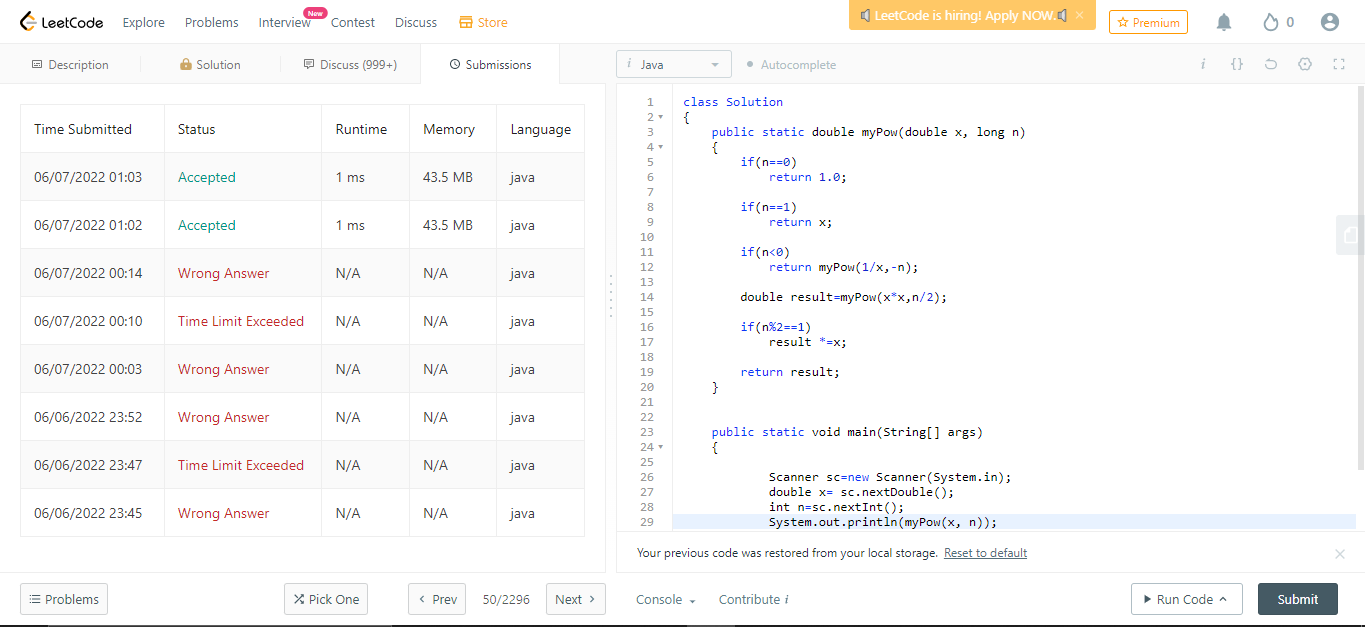 LeetCode Explore Problems Interview New Contest Discuss Store LeetCode is hiring! Apply NOW. × Premium 0
Description Solution Discuss (999+) Submissions
i Java Autocomplete i {}
Time Submitted Status Runtime Memory Language
06/07/2022 01:03 Accepted 1 ms 43.5 MB java
06/07/2022 01:02 Accepted 1 ms 43.5 MB java
06/07/2022 00:14 Wrong Answer N/A N/A java
06/07/2022 00:10 Time Limit Exceeded N/A N/A java
06/07/2022 00:03 Wrong Answer N/A N/A java
06/06/2022 23:52 Wrong Answer N/A N/A java
06/06/2022 23:47 Time Limit Exceeded N/A N/A java
06/06/2022 23:45 Wrong Answer N/A N/A java
1 class Solution
2 {
3 public static double myPow(double x, long n)
4 {
5 if(n==0)
6 return 1.0;
7
8 if(n==1)
9 return x;
10
11 if(n<0)
12 return myPow(1/x,-n);
13
14 double result=myPow(x*x,n/2);
15
16 if(n%2==1)
17 result *=x;
18
19 return result;
20 }
21
22
23 public static void main(String[] args)
24 {
25
26 Scanner sc=new Scanner(System.in);
27 double x= sc.nextDouble();
28 int n=sc.nextInt();
29 System.out.println(myPow(x, n));
Your previous code was restored from your local storage. Reset to default ×
Problems Pick One Prev 50/2296 Next Console Contribute i Run Code Submit